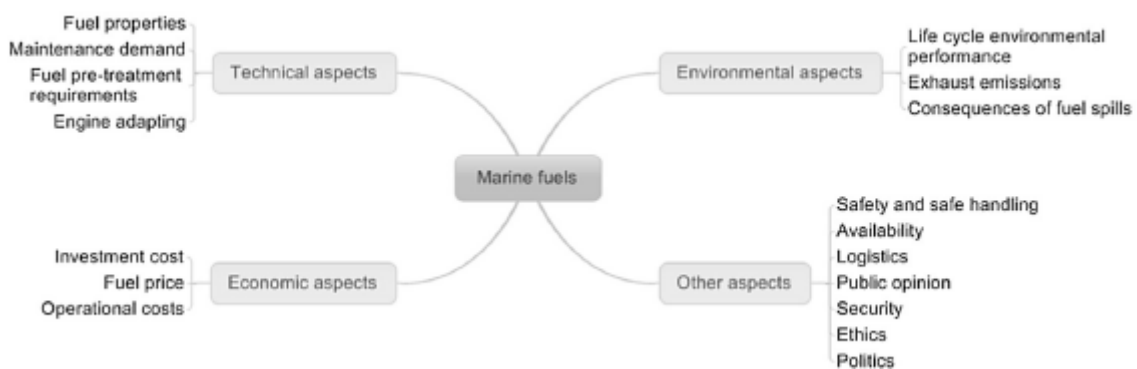 Fuel properties
Maintenance demand
Fuel pre-treatment
requirements
Engine adapting
Technical aspects
Environmental aspects
Life cycle environmental
performance
Exhaust emissions
Consequences of fuel spills
Marine fuels
Investment cost
Fuel price
Operational costs
Economic aspects
Other aspects
Safety and safe handling
Availability
Logistics
Public opinion
Security
Ethics
Politics